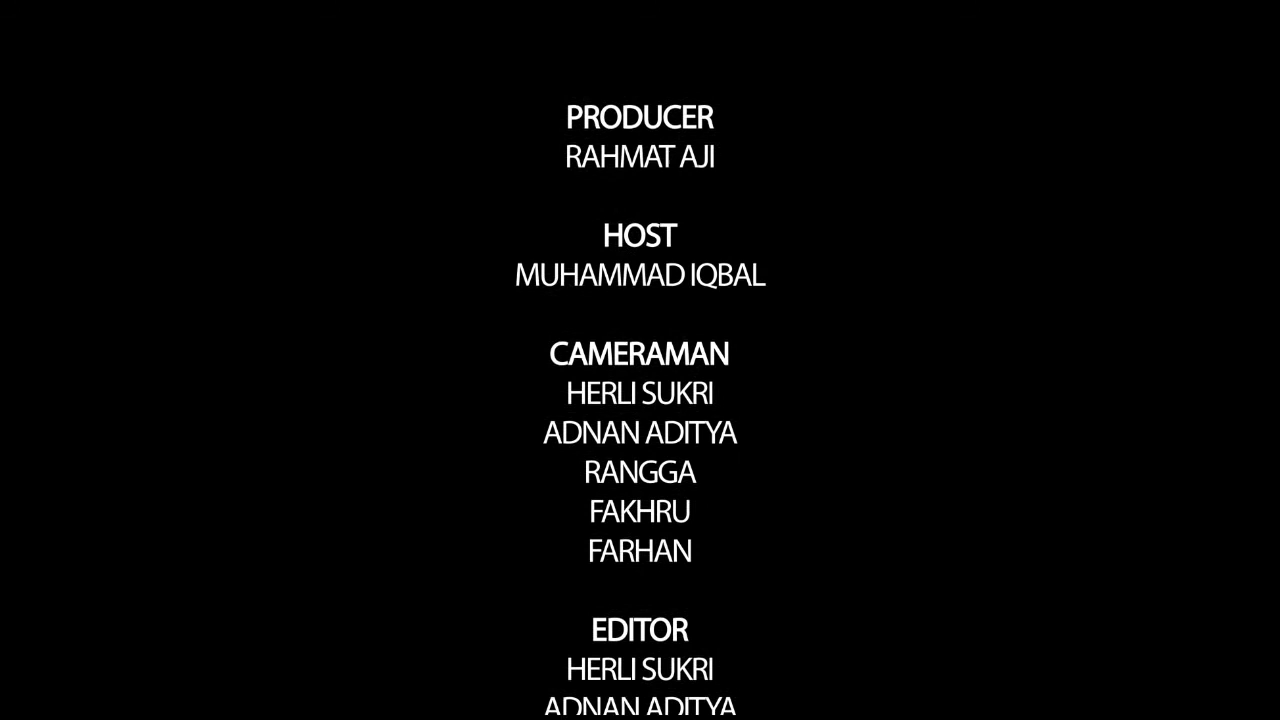 PRODUCER
RAHMAT AJI
HOST
MUHAMMAD IQBAL
CAMERAMAN
HERLI SUKRI
ADNAN ADITYA
RANGGA
FAKHRU
FARHAN
EDITOR
HERLI SUKRI
ADNAN ADITYA